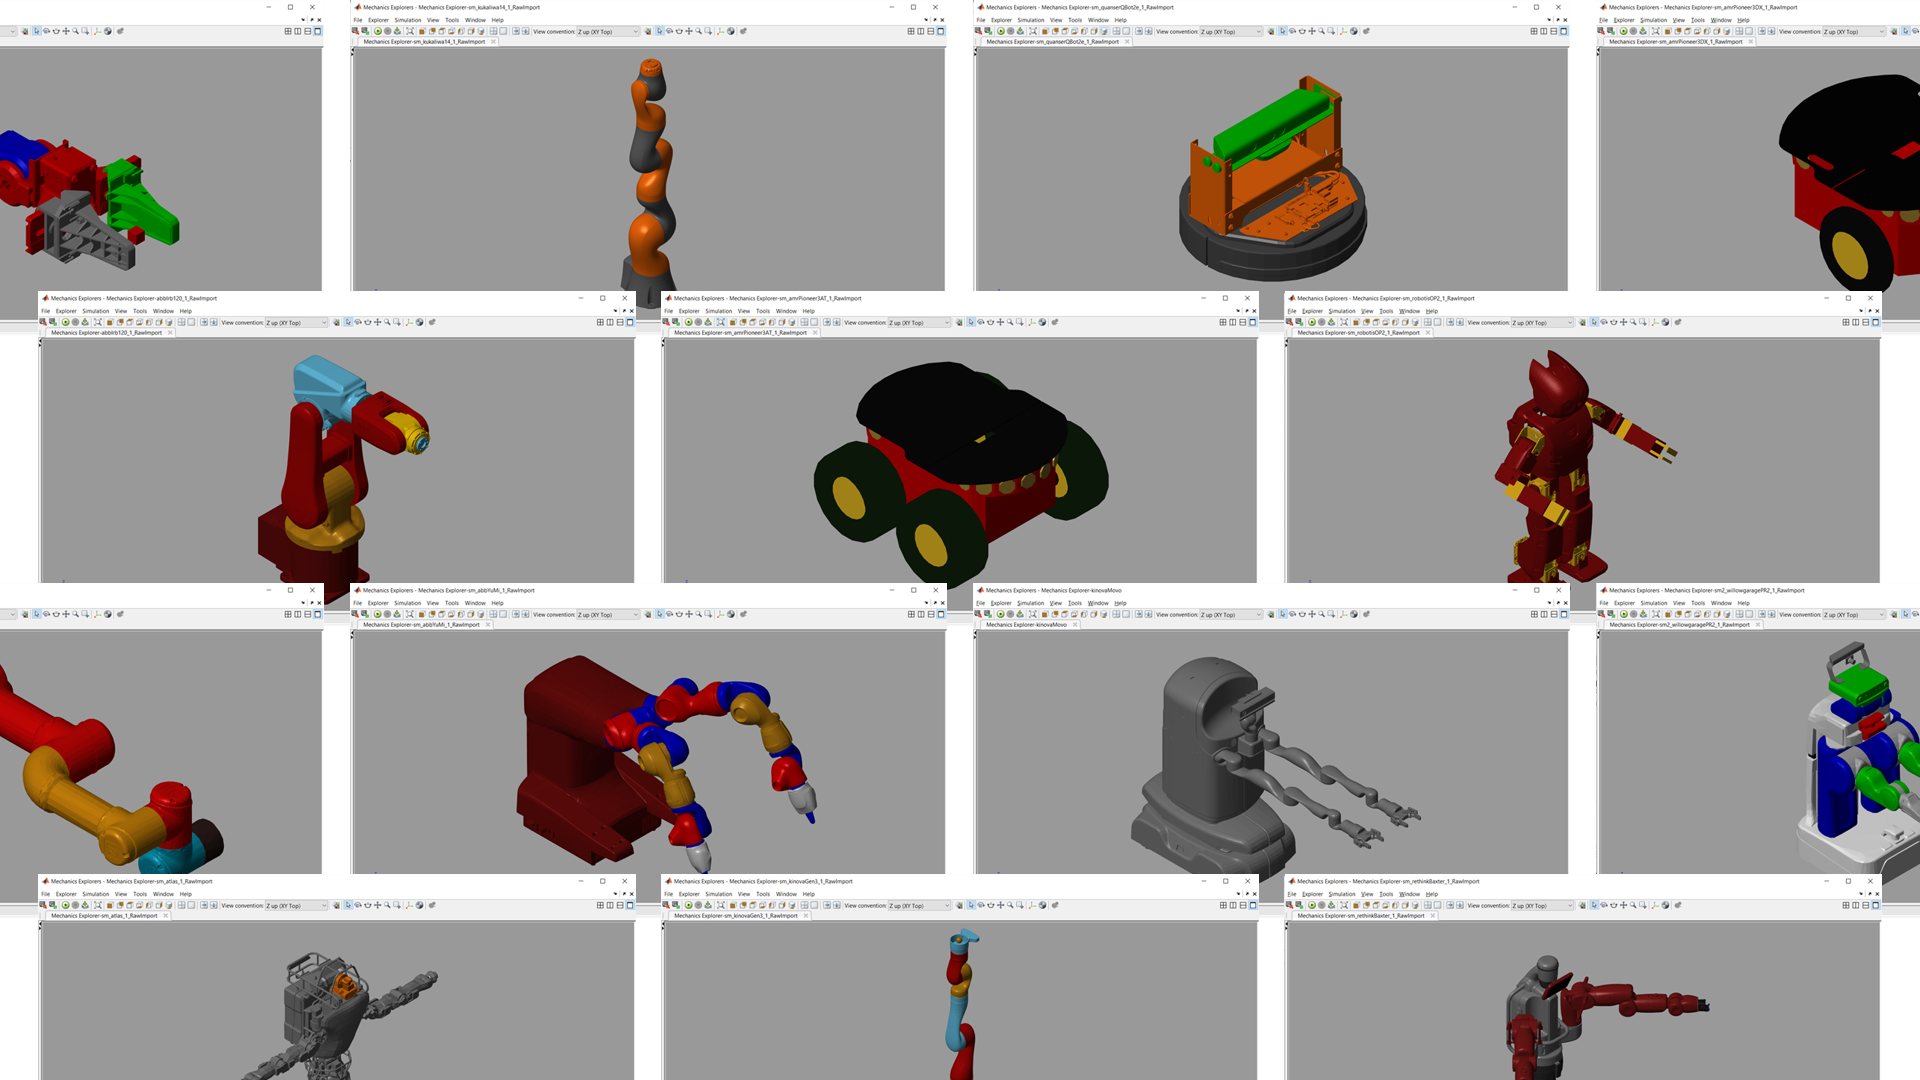 Mechanics Explorers - Mechanics Explorer-sm_kukaIiwa14_1_RawImport
File Explorer Simulation View Tools Window Help
View convention: Z up (XY Top)
Mechanics Explorer-sm_kukaIiwa14_1_RawImport
Mechanics Explorers - Mechanics Explorer-sm_quanserQBot2e_1_RawImport
File Explorer Simulation View Tools Window Help
View convention: Z up (XY Top)
Mechanics Explorer-sm_quanserQBot2e_1_RawImport
Mechanics Explorers - Mechanics Explorer-sm_amrPioneer3DX_1_RawImport
File Explorer Simulation View Tools Window Help
View convention: Z up (XY Top)
Mechanics Explorer-sm_amrPioneer3DX_1_RawImport
Mechanics Explorers - Mechanics Explorer-abbIrb120_1_RawImport
File Explorer Simulation View Tools Window Help
View convention: Z up (XY Top)
Mechanics Explorer-abbIrb120_1_RawImport
Mechanics Explorers - Mechanics Explorer-sm_amrPioneer3AT_1_RawImport
File Explorer Simulation View Tools Window Help
View convention: Z up (XY Top)
Mechanics Explorer-sm_amrPioneer3AT_1_RawImport
Mechanics Explorers - Mechanics Explorer-sm_robotisOP2_1_RawImport
File Explorer Simulation View Tools Window Help
View convention: Z up (XY Top)
Mechanics Explorer-sm_robotisOP2_1_RawImport
Mechanics Explorers - Mechanics Explorer-sm_abbYuMi_1_RawImport
File Explorer Simulation View Tools Window Help
View convention: Z up (XY Top)
Mechanics Explorer-sm_abbYuMi_1_RawImport
Mechanics Explorers - Mechanics Explorer-kinovaMovo
File Explorer Simulation View Tools Window Help
View convention: Z up (XY Top)
Mechanics Explorer-kinovaMovo
Mechanics Explorers - Mechanics Explorer-sm2_willowgaragePR2_1_RawImport
File Explorer Simulation View Tools Window Help
View convention: Z up (XY Top)
Mechanics Explorer-sm2_willowgaragePR2_1_RawImport
Mechanics Explorers - Mechanics Explorer-sm_atlas_1_RawImport
File Explorer Simulation View Tools Window Help
View convention: Z up (XY Top)
Mechanics Explorer-sm_atlas_1_RawImport
Mechanics Explorers - Mechanics Explorer-sm_kinovaGen3_1_RawImport
File Explorer Simulation View Tools Window Help
View convention: Z up (XY Top)
Mechanics Explorer-sm_kinovaGen3_1_RawImport
Mechanics Explorers - Mechanics Explorer-sm_rethinkBaxter_1_RawImport
File Explorer Simulation View Tools Window Help
View convention: Z up (XY Top)
Mechanics Explorer-sm_rethinkBaxter_1_RawImport